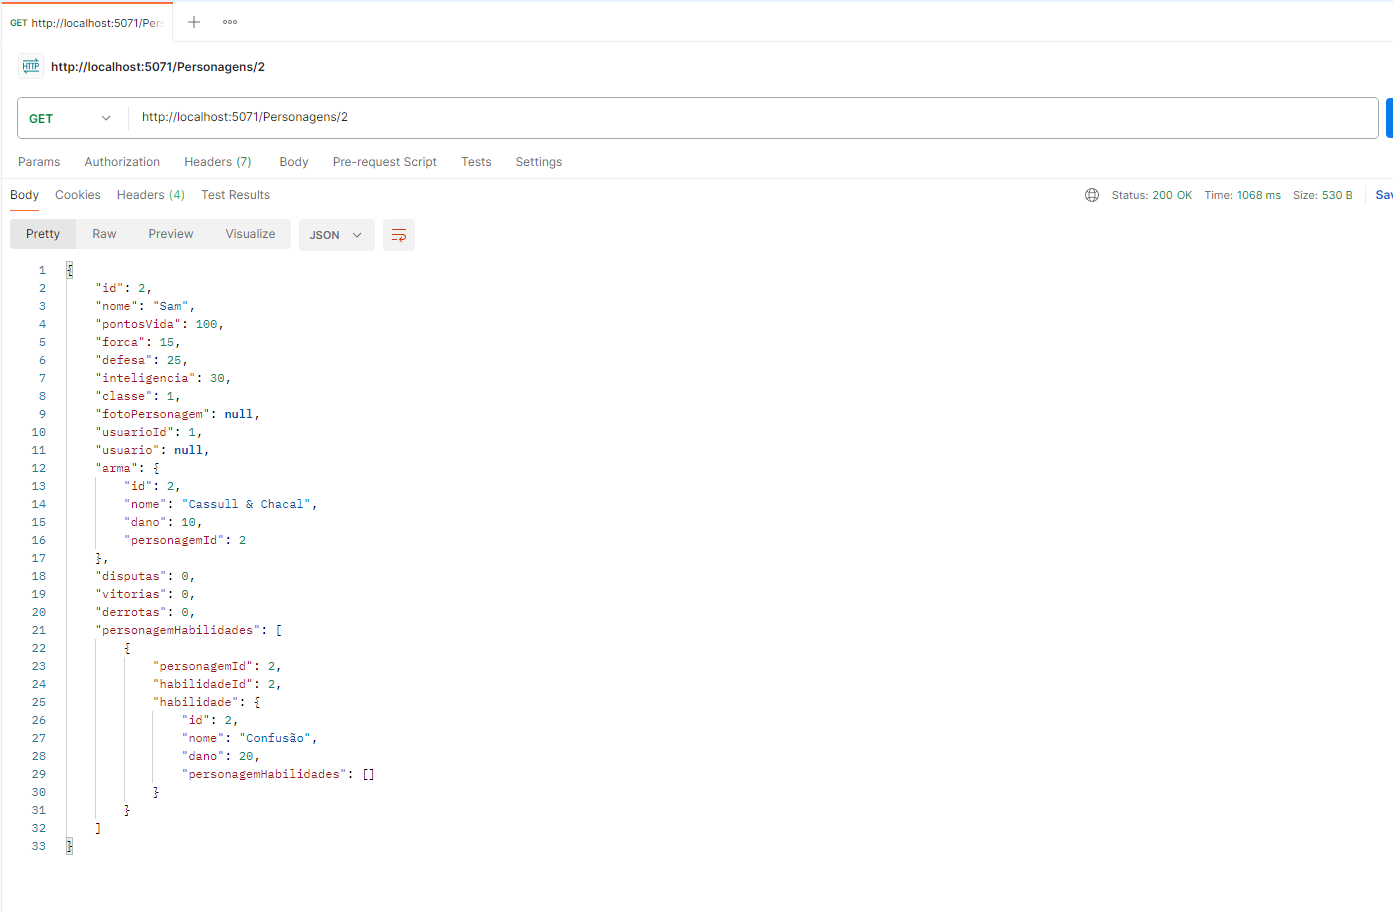 GET http://localhost:5071/Per
HTTP http://localhost:5071/Personagens/2
GET http://localhost:5071/Personagens/2
Params Authorization Headers (7) Body Pre-request Script Tests Settings
Body Cookies Headers (4) Test Results Status: 200 OK Time: 1068 ms Size: 530 B Sav
Pretty Raw Preview Visualize JSON
1 {
2 "id": 2,
3 "nome": "Sam",
4 "pontosVida": 100,
5 "forca": 15,
6 "defesa": 25,
7 "inteligencia": 30,
8 "classe": 1,
9 "fotoPersonagem": null,
10 "usuarioId": 1,
11 "usuario": null,
12 "arma": {
13 "id": 2,
14 "nome": "Cassull & Chacal",
15 "dano": 10,
16 "personagemId": 2
17 },
18 "disputas": 0,
19 "vitorias": 0,
20 "derrotas": 0,
21 "personagemHabilidades": [
22 {
23 "personagemId": 2,
24 "habilidadeId": 2,
25 "habilidade": {
26 "id": 2,
27 "nome": "Confusão",
28 "dano": 20,
29 "personagemHabilidades": []
30 }
31 }
32 ]
33 }